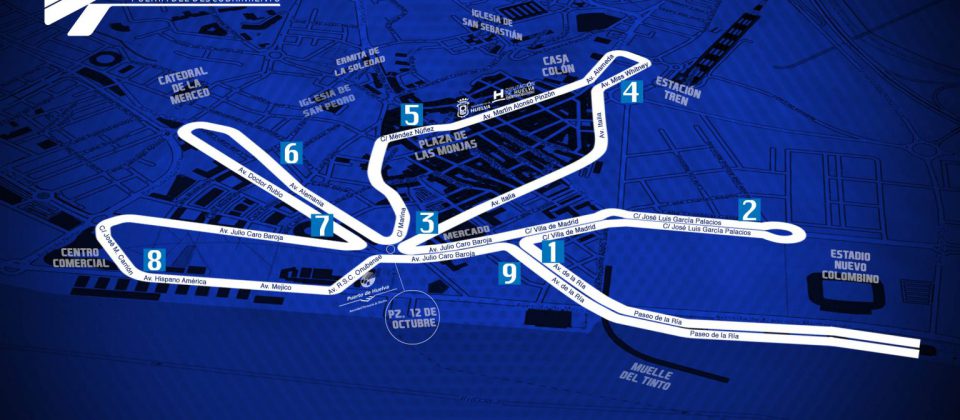 PUERTA DEL DESCUBRIMIENTO
IGLESIA DE
SAN SEBASTIÁN
ERMITA DE
LA SOLEDAD
CASA
COLÓN
CATEDRAL
DE LA
MERCED
IGLESIA DE
SAN PEDRO
Av. Alameda
Av. Miss Whitney
ESTACIÓN
TREN
4
HUELVA
Av. Martín Alonso Pinzón
5
C/ Méndez Núñez
PLAZA DE
LAS MONJAS
Av. Italia
6
Av. Doctor Rubio
Av. Alemania
Av. Italia
7
C/ Marina
3
MERCADO
2
C/ José Luis García Palacios
C/ José Luis García Palacios
C/ Villa de Madrid
C/ Villa de Madrid
1
C/ José M. Carrión
Av. Julio Caro Baroja
Av. Julio Caro Baroja
Av. Julio Caro Baroja
CENTRO
COMERCIAL
8
Av. Hispano América
Av. Mejico
Av. R.S.C. Onubense
9
Av. de la Ría
Av. de la Ría
ESTADIO
NUEVO
COLOMBINO
Puerto de Huelva
PZ. 12 DE
OCTUBRE
Paseo de la Ría
Paseo de la Ría
MUELLE
DEL TINTO